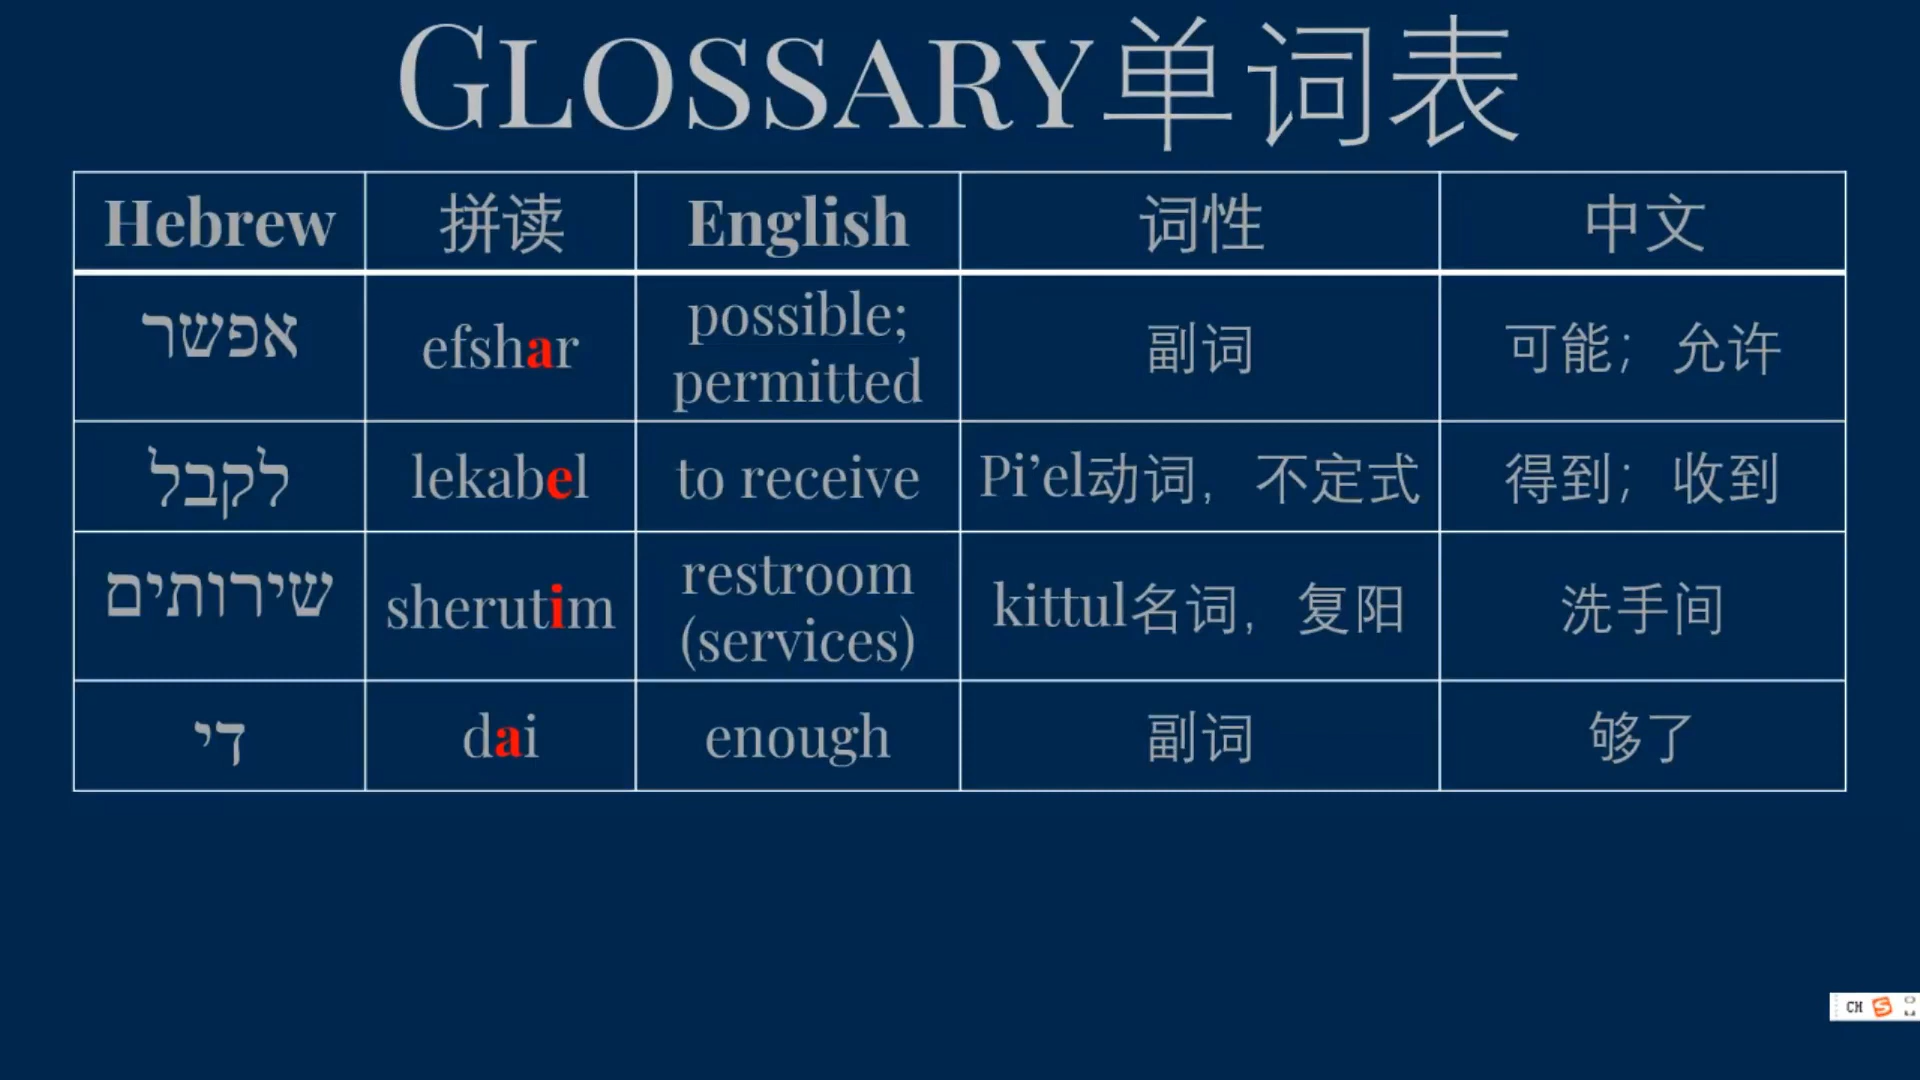 GLOSSARY单词表
Hebrew 拼读 English 词性 中文
אפשר efshar possible; permitted 副词 可能；允许
לקבל lekabel to receive Pi’el动词，不定式 得到；收到
שירותים sherutim restroom (services) kittul名词，复阳 洗手间
די dai enough 副词 够了
CH